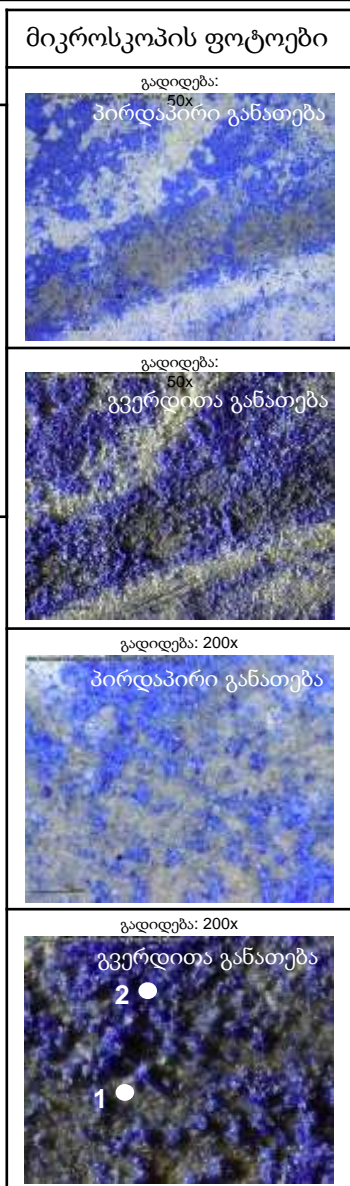 მიკროსკოპის ფოტოები
გადიდება:
50x
პირდაპირი განათება
გადიდება:
50x
გვერდითა განათება
გადიდება: 200x
პირდაპირი განათება
გადიდება: 200x
გვერდითა განათება
2
1